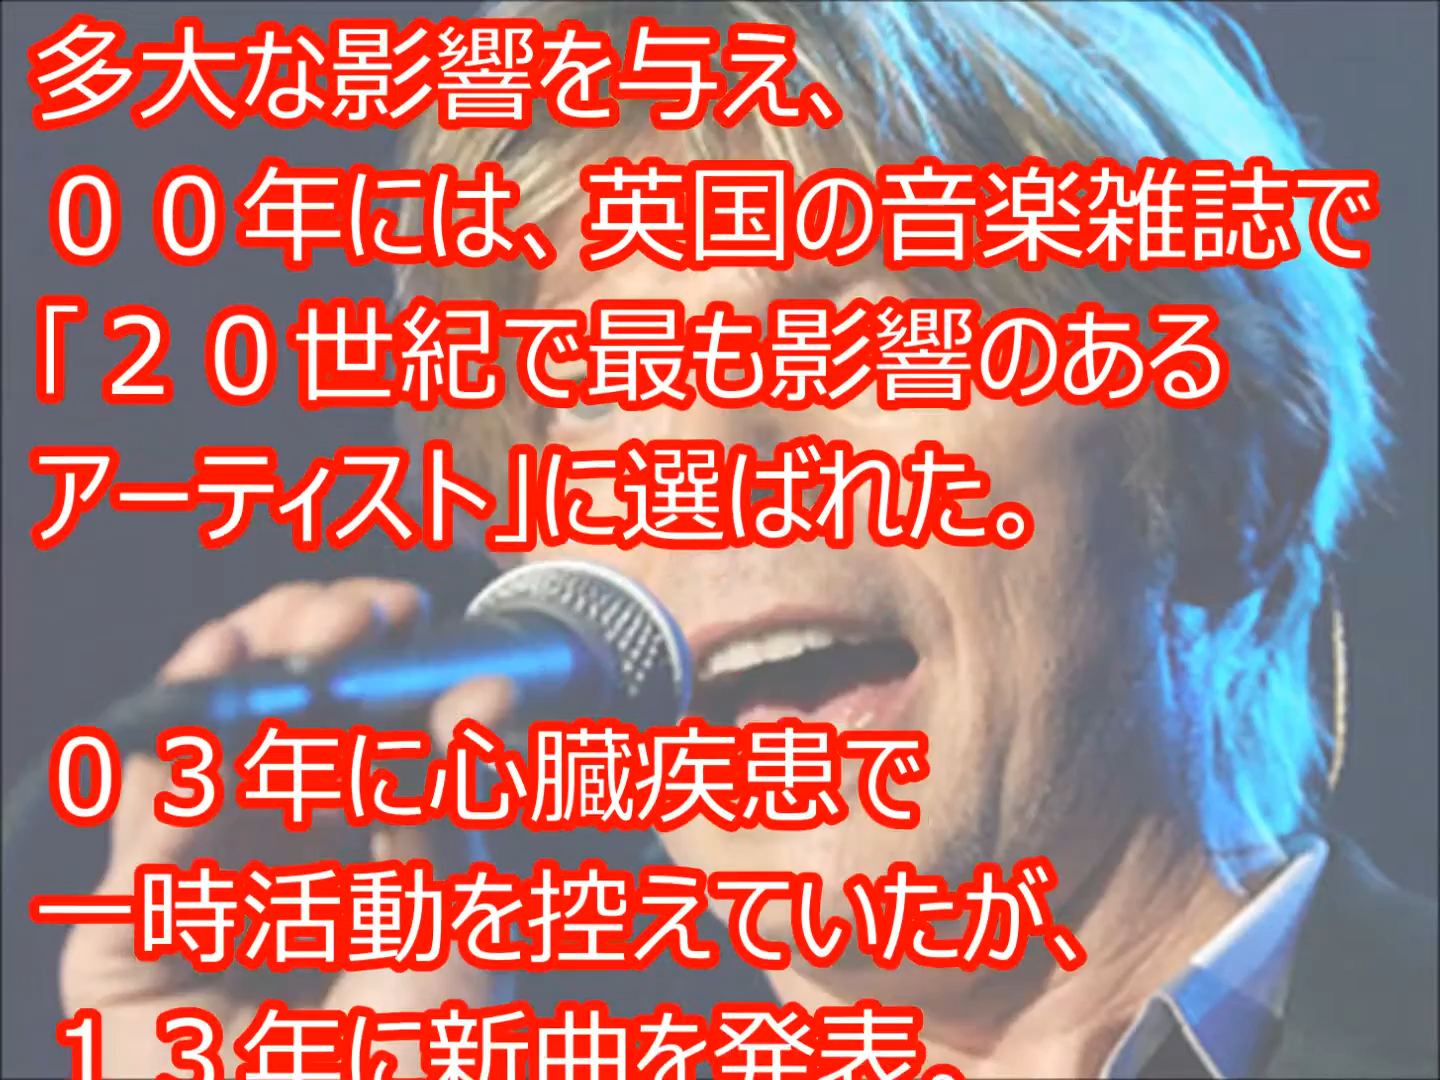 多大な影響を与え、
００年には、英国の音楽雑誌で
「２０世紀で最も影響のある
アーティスト」に選ばれた。
０３年に心臓疾患で
一時活動を控えていたが、
１３年に新曲を発表。